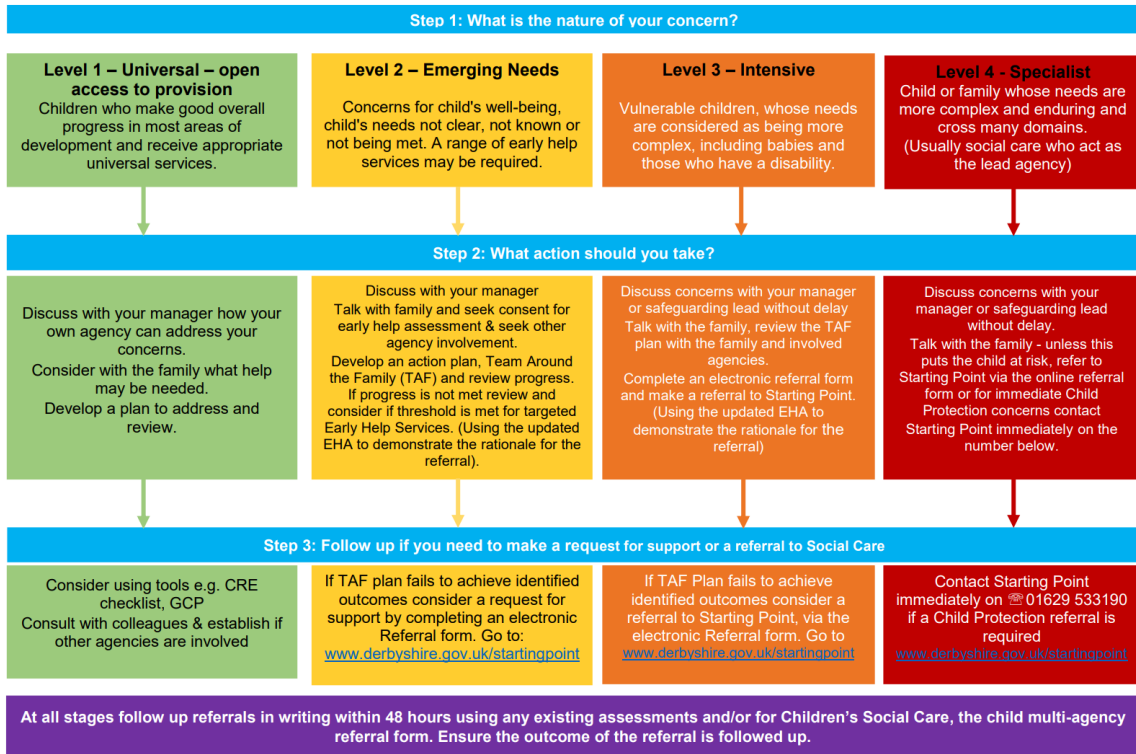 Step 1: What is the nature of your concern?
Level 1 – Universal – open
access to provision
Children who make good overall
progress in most areas of
development and receive appropriate
universal services.
Level 2 – Emerging Needs
Concerns for child's well-being,
child's needs not clear, not known or
not being met. A range of early help
services may be required.
Level 3 – Intensive
Vulnerable children, whose needs
are considered as being more
complex, including babies and
those who have a disability.
Level 4 - Specialist
Child or family whose needs are
more complex and enduring and
cross many domains.
(Usually social care who act as
the lead agency)
Step 2: What action should you take?
Discuss with your manager how your
own agency can address your
concerns.
Consider with the family what help
may be needed.
Develop a plan to address and
review.
Discuss with your manager
Talk with family and seek consent for
early help assessment & seek other
agency involvement.
Develop an action plan, Team Around
the Family (TAF) and review progress.
If progress is not met review and
consider if threshold is met for targeted
Early Help Services. (Using the updated
EHA to demonstrate the rationale for the
referral).
Discuss concerns with your manager
or safeguarding lead without delay
Talk with the family, review the TAF
plan with the family and involved
agencies.
Complete an electronic referral form
and make a referral to Starting Point.
(Using the updated EHA to
demonstrate the rationale for the
referral)
Discuss concerns with your
manager or safeguarding lead
without delay.
Talk with the family - unless this
puts the child at risk, refer to
Starting Point via the online referral
form or for immediate Child
Protection concerns contact
Starting Point immediately on the
number below.
Step 3: Follow up if you need to make a request for support or a referral to Social Care
Consider using tools e.g. CRE
checklist, GCP
Consult with colleagues & establish if
other agencies are involved
If TAF plan fails to achieve identified
outcomes consider a request for
support by completing an electronic
Referral form. Go to:
www.derbyshire.gov.uk/startingpoint
If TAF Plan fails to achieve
identified outcomes consider a
referral to Starting Point, via the
electronic Referral form. Go to
www.derbyshire.gov.uk/startingpoint
Contact Starting Point
immediately on ☏ 01629 533190
if a Child Protection referral is
required
www.derbyshire.gov.uk/startingpoint
At all stages follow up referrals in writing within 48 hours using any existing assessments and/or for Children's Social Care, the child multi-agency
referral form. Ensure the outcome of the referral is followed up.